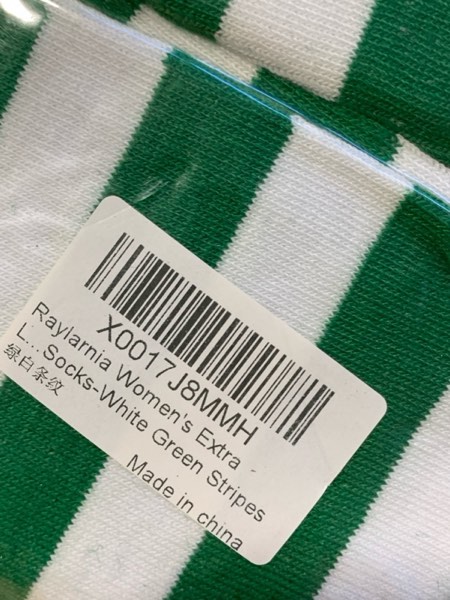 X0017J8MMH
Raylarnia Women's Extra
L... Socks-White Green Stripes
绿白条纹
Made in china